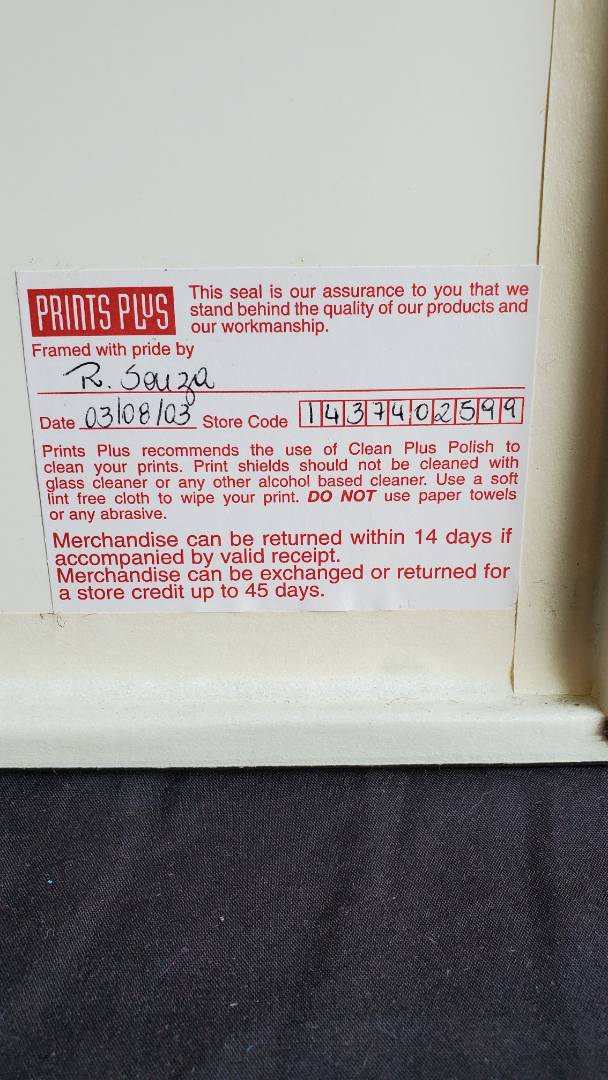 PRINTS PLUS
This seal is our assurance to you that we
stand behind the quality of our products and
our workmanship.
Framed with pride by
R. Souza
Date 03/08/03 Store Code 1437402599
Prints Plus recommends the use of Clean Plus Polish to
clean your prints. Print shields should not be cleaned with
glass cleaner or any other alcohol based cleaner. Use a soft
lint free cloth to wipe your print. DO NOT use paper towels
or any abrasive.
Merchandise can be returned within 14 days if
accompanied by valid receipt.
Merchandise can be exchanged or returned for
a store credit up to 45 days.